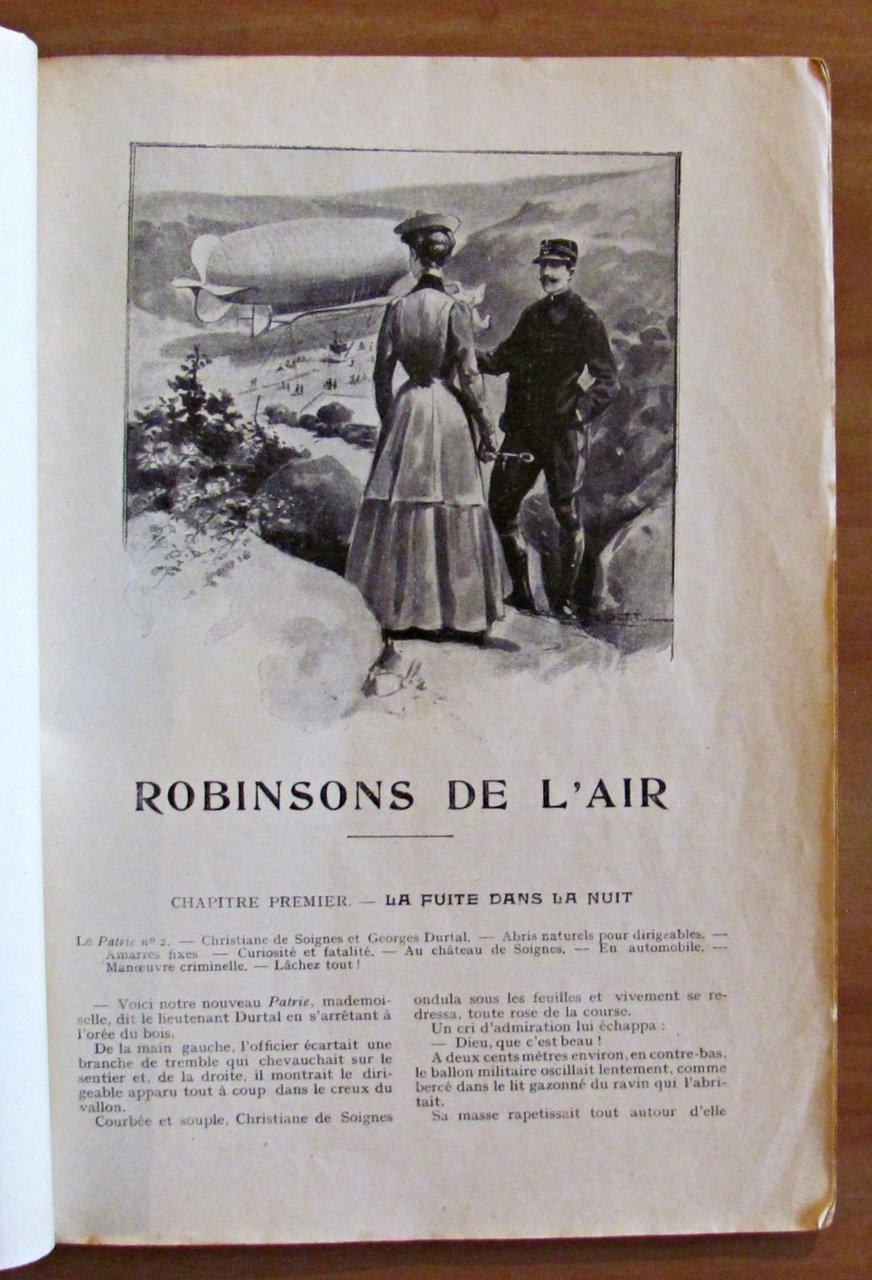 ROBINSONS DE L'AIR
CHAPITRE PREMIER. — LA FUITE DANS LA NUIT
Le Patrie nº 2. — Christiane de Soignes et Georges Durtal. — Abris naturels pour dirigeables. —
Amarres fixes — Curiosité et fatalité. — Au château de Soignes. — En automobile. —
Manœuvre criminelle. — Lâchez tout !
— Voici notre nouveau Patrie, mademoi-
selle, dit le lieutenant Durtal en s'arrêtant à
l'orée du bois.
De la main gauche, l'officier écartait une
branche de tremble qui chevauchait sur le
sentier et, de la droite, il montrait le diri-
geable apparu tout à coup dans le creux du
vallon.
Courbée et souple, Christiane de Soignes
ondula sous les feuilles et vivement se re-
dressa, toute rose de la course.
Un cri d'admiration lui échappa :
— Dieu, que c'est beau !
A deux cents mètres environ, en contre-bas,
le ballon militaire oscillait lentement, comme
bercé dans le lit gazonné du ravin qui l'abri-
tait.
Sa masse rapetissait tout autour d'elle